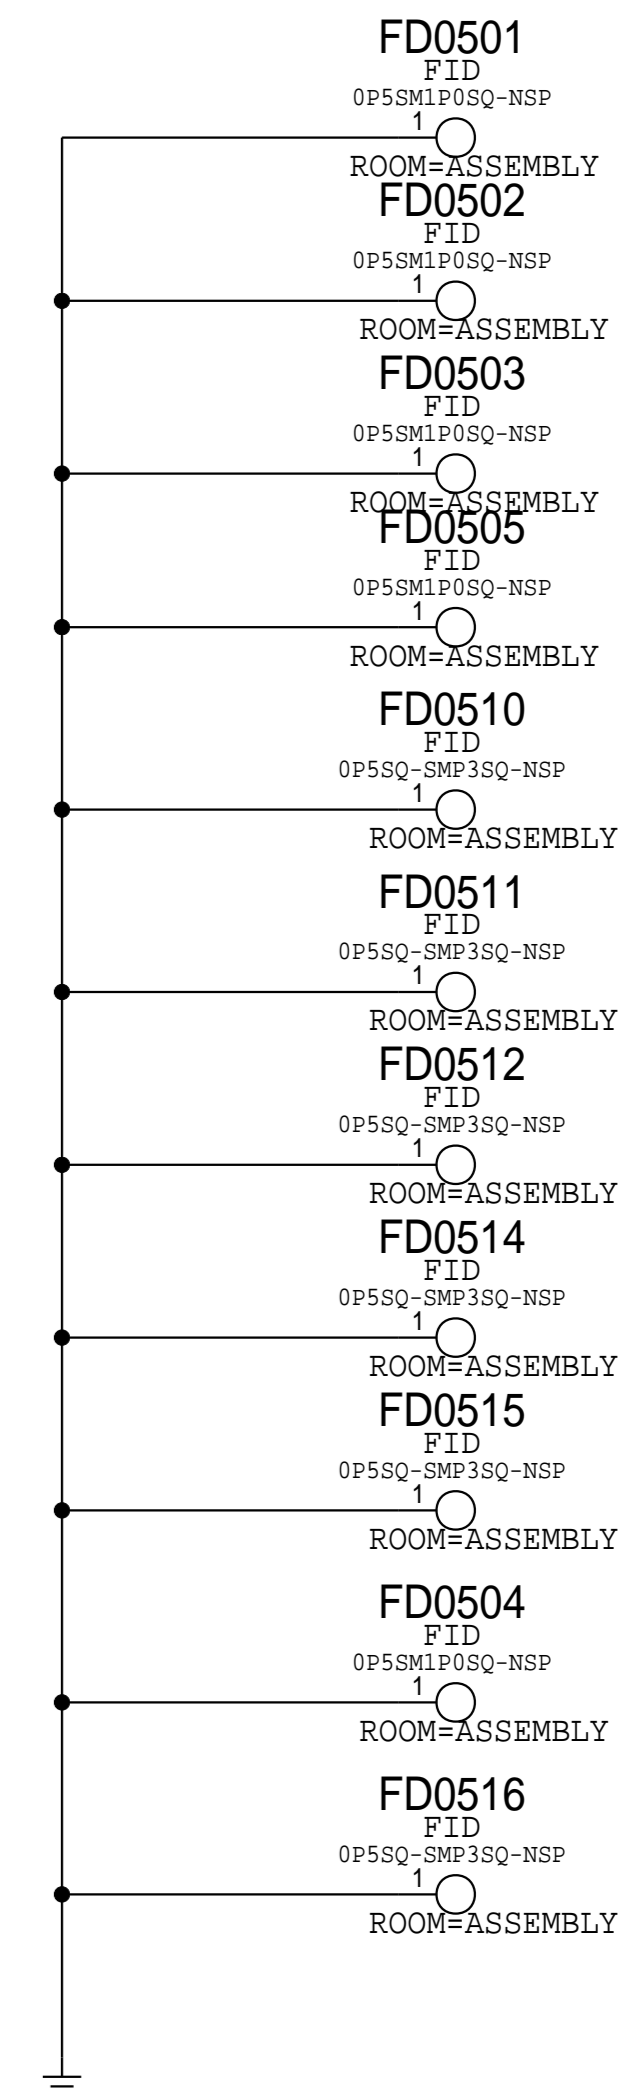 FD0501
FID
0P5SM1P0SQ-NSP
1
ROOM=ASSEMBLY
FD0502
FID
0P5SM1P0SQ-NSP
1
ROOM=ASSEMBLY
FD0503
FID
0P5SM1P0SQ-NSP
1
ROOM=ASSEMBLY
FD0505
FID
0P5SM1P0SQ-NSP
1
ROOM=ASSEMBLY
FD0510
FID
0P5SQ-SMP3SQ-NSP
1
ROOM=ASSEMBLY
FD0511
FID
0P5SQ-SMP3SQ-NSP
1
ROOM=ASSEMBLY
FD0512
FID
0P5SQ-SMP3SQ-NSP
1
ROOM=ASSEMBLY
FD0514
FID
0P5SQ-SMP3SQ-NSP
1
ROOM=ASSEMBLY
FD0515
FID
0P5SQ-SMP3SQ-NSP
1
ROOM=ASSEMBLY
FD0504
FID
0P5SM1P0SQ-NSP
1
ROOM=ASSEMBLY
FD0516
FID
0P5SQ-SMP3SQ-NSP
1
ROOM=ASSEMBLY